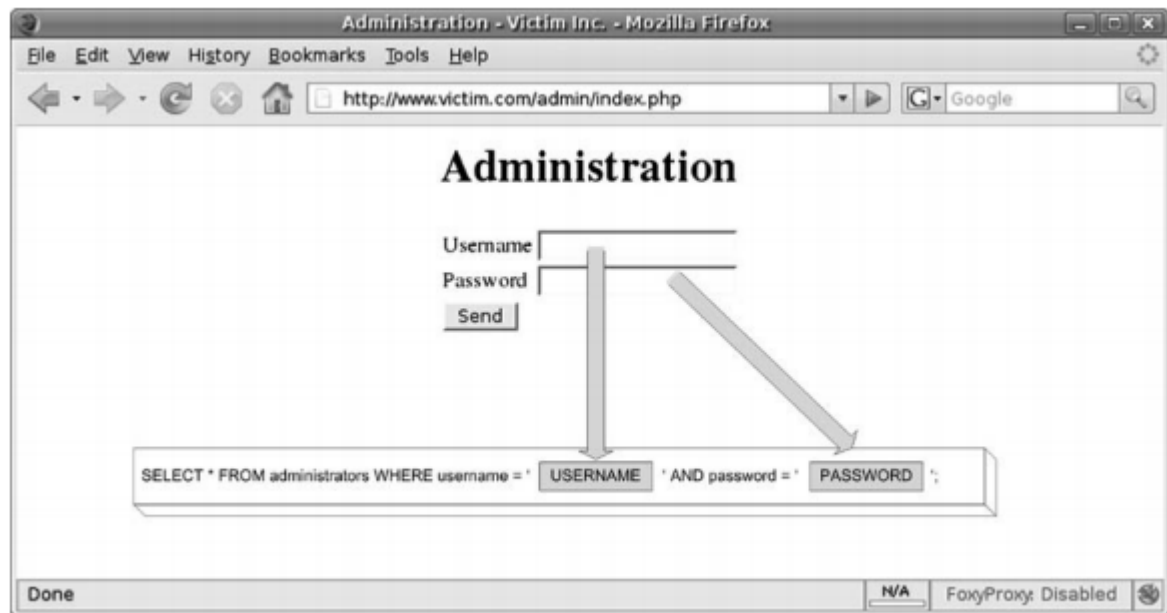 Administration - Victim Inc. - Mozilla Firefox
File Edit View History Bookmarks Tools Help
http://www.victim.com/admin/index.php
G Google
Administration
Username
Password
Send
SELECT * FROM administrators WHERE username = ' USERNAME ' AND password = ' PASSWORD ';
Done
N/A
FoxyProxy: Disabled